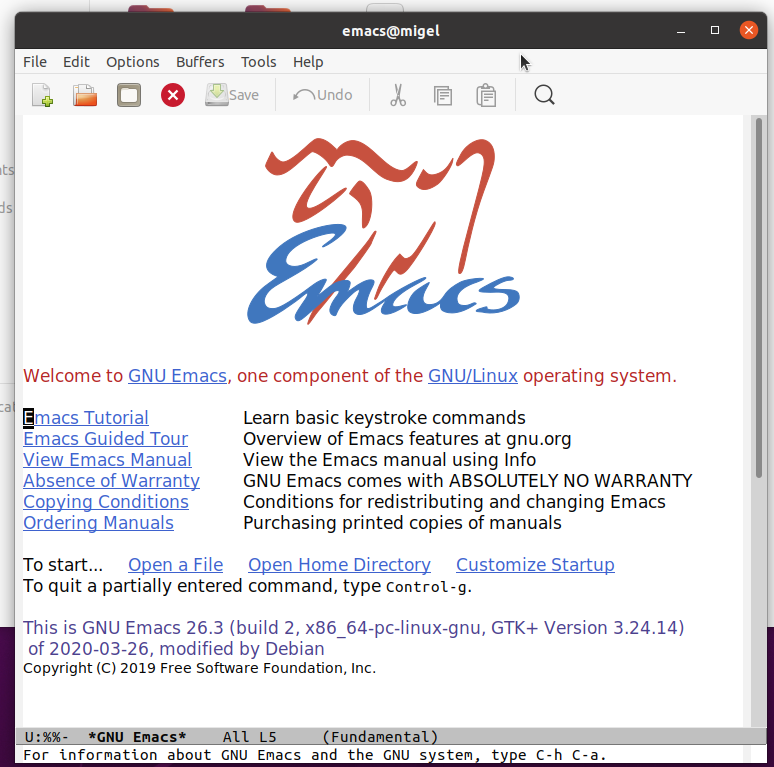 emacs@migel
File Edit Options Buffers Tools Help
Save Undo
Emacs
Welcome to GNU Emacs, one component of the GNU/Linux operating system.
Emacs Tutorial Learn basic keystroke commands
Emacs Guided Tour Overview of Emacs features at gnu.org
View Emacs Manual View the Emacs manual using Info
Absence of Warranty GNU Emacs comes with ABSOLUTELY NO WARRANTY
Copying Conditions Conditions for redistributing and changing Emacs
Ordering Manuals Purchasing printed copies of manuals
To start... Open a File Open Home Directory Customize Startup
To quit a partially entered command, type Control-g.
This is GNU Emacs 26.3 (build 2, x86_64-pc-linux-gnu, GTK+ Version 3.24.14)
of 2020-03-26, modified by Debian
Copyright (C) 2019 Free Software Foundation, Inc.
U:%%- *GNU Emacs* All L5 (Fundamental)
For information about GNU Emacs and the GNU system, type C-h C-a.